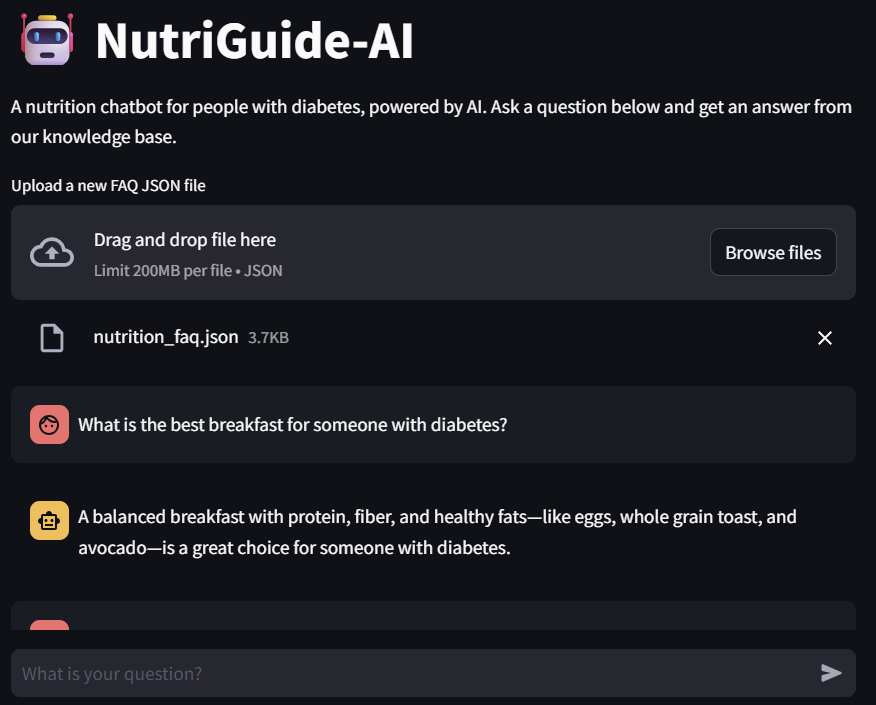 NutriGuide-AI
A nutrition chatbot for people with diabetes, powered by AI. Ask a question below and get an answer from
our knowledge base.
Upload a new FAQ JSON file
Drag and drop file here
Limit 200MB per file • JSON
Browse files
nutrition_faq.json 3.7KB
What is the best breakfast for someone with diabetes?
A balanced breakfast with protein, fiber, and healthy fats—like eggs, whole grain toast, and
avocado—is a great choice for someone with diabetes.
What is your question?